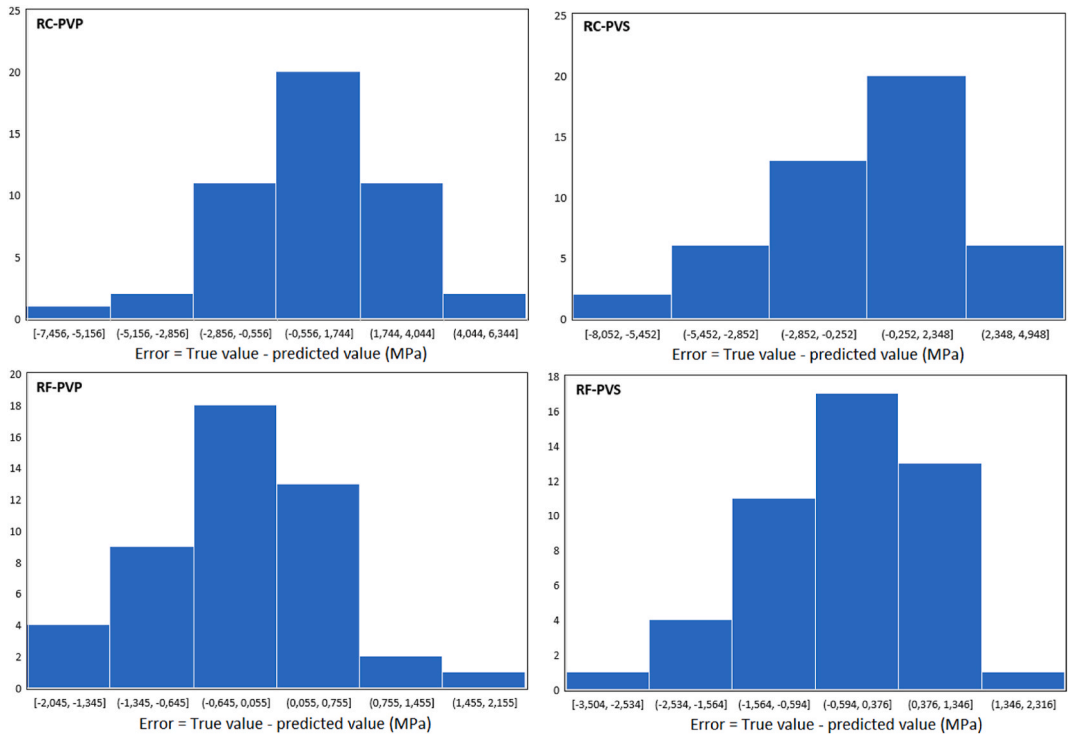 RC-PVP
25
20
15
10
5
0
[-7,456, -5,156] (-5,156, -2,856] (-2,856, -0,556] (-0,556, 1,744] (1,744, 4,044] (4,044, 6,344]
Error = True value - predicted value (MPa)
RC-PVS
25
20
15
10
5
0
[-8,052, -5,452] (-5,452, -2,852] (-2,852, -0,252] (-0,252, 2,348] (2,348, 4,948]
Error = True value - predicted value (MPa)
RF-PVP
20
18
16
14
12
10
8
6
4
2
0
[-2,045, -1,345] (-1,345, -0,645] (-0,645, 0,055] (0,055, 0,755] (0,755, 1,455] (1,455, 2,155]
Error = True value - predicted value (MPa)
RF-PVS
18
16
14
12
10
8
6
4
2
0
[-3,504, -2,534] (-2,534, -1,564] (-1,564, -0,594] (-0,594, 0,376] (0,376, 1,346] (1,346, 2,316]
Error = True value - predicted value (MPa)